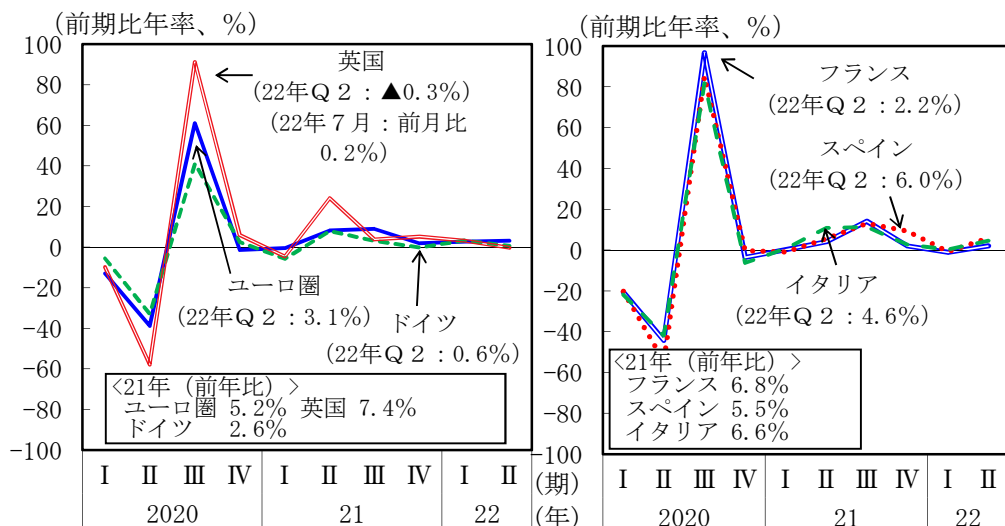 (前期比年率、%)
100
80
60
40
20
0
−20
−40
−60
−80
−100
英国
(22年Q2：▲0.3%)
(22年7月：前月比
0.2%)
ユーロ圏
(22年Q2：3.1%)
ドイツ
(22年Q2：0.6%)
<21年（前年比）>
ユーロ圏 5.2% 英国 7.4%
ドイツ 2.6%
Ⅰ Ⅱ Ⅲ Ⅳ Ⅰ Ⅱ Ⅲ Ⅳ Ⅰ Ⅱ (期)
2020 21 22 (年)
(前期比年率、%)
100
80
60
40
20
0
−20
−40
−60
−80
−100
フランス
(22年Q2：2.2%)
スペイン
(22年Q2：6.0%)
イタリア
(22年Q2：4.6%)
<21年（前年比）>
フランス 6.8%
スペイン 5.5%
イタリア 6.6%
Ⅰ Ⅱ Ⅲ Ⅳ Ⅰ Ⅱ Ⅲ Ⅳ Ⅰ Ⅱ
2020 21 22